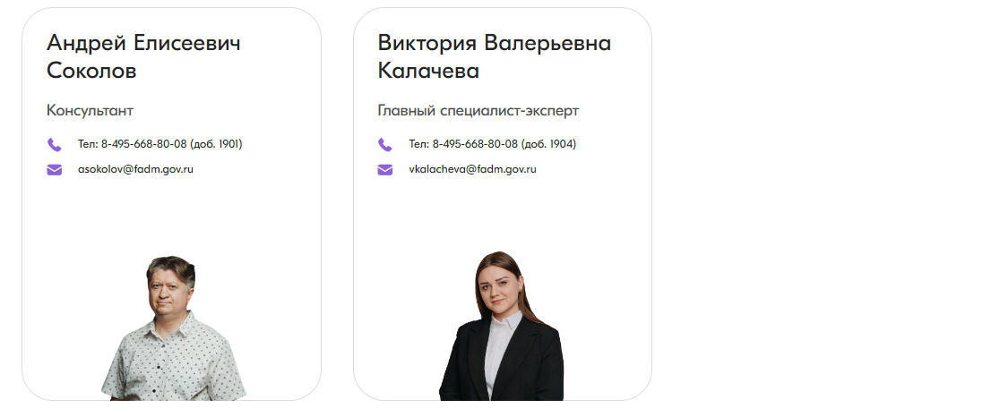 Андрей Елисеевич
Соколов
Консультант
Тел: 8-495-668-80-08 (доб. 1901)
asokolov@fadm.gov.ru
Виктория Валерьевна
Калачева
Главный специалист-эксперт
Тел: 8-495-668-80-08 (доб. 1904)
vkalacheva@fadm.gov.ru